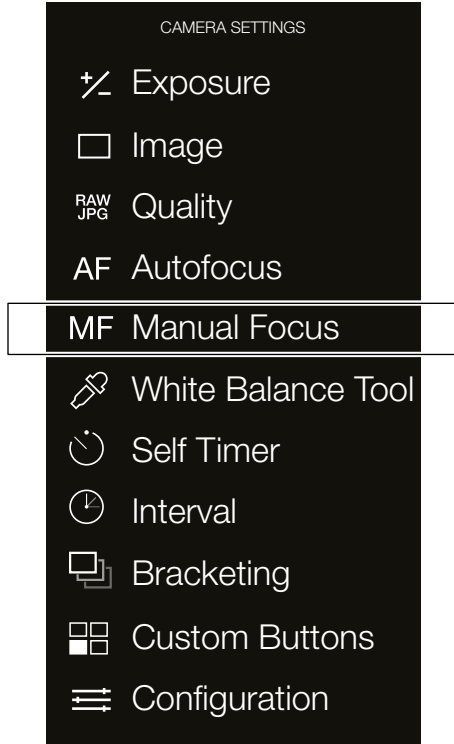 CAMERA SETTINGS
Exposure
Image
RAW
JPG Quality
AF Autofocus
MF Manual Focus
White Balance Tool
Self Timer
Interval
Bracketing
Custom Buttons
Configuration